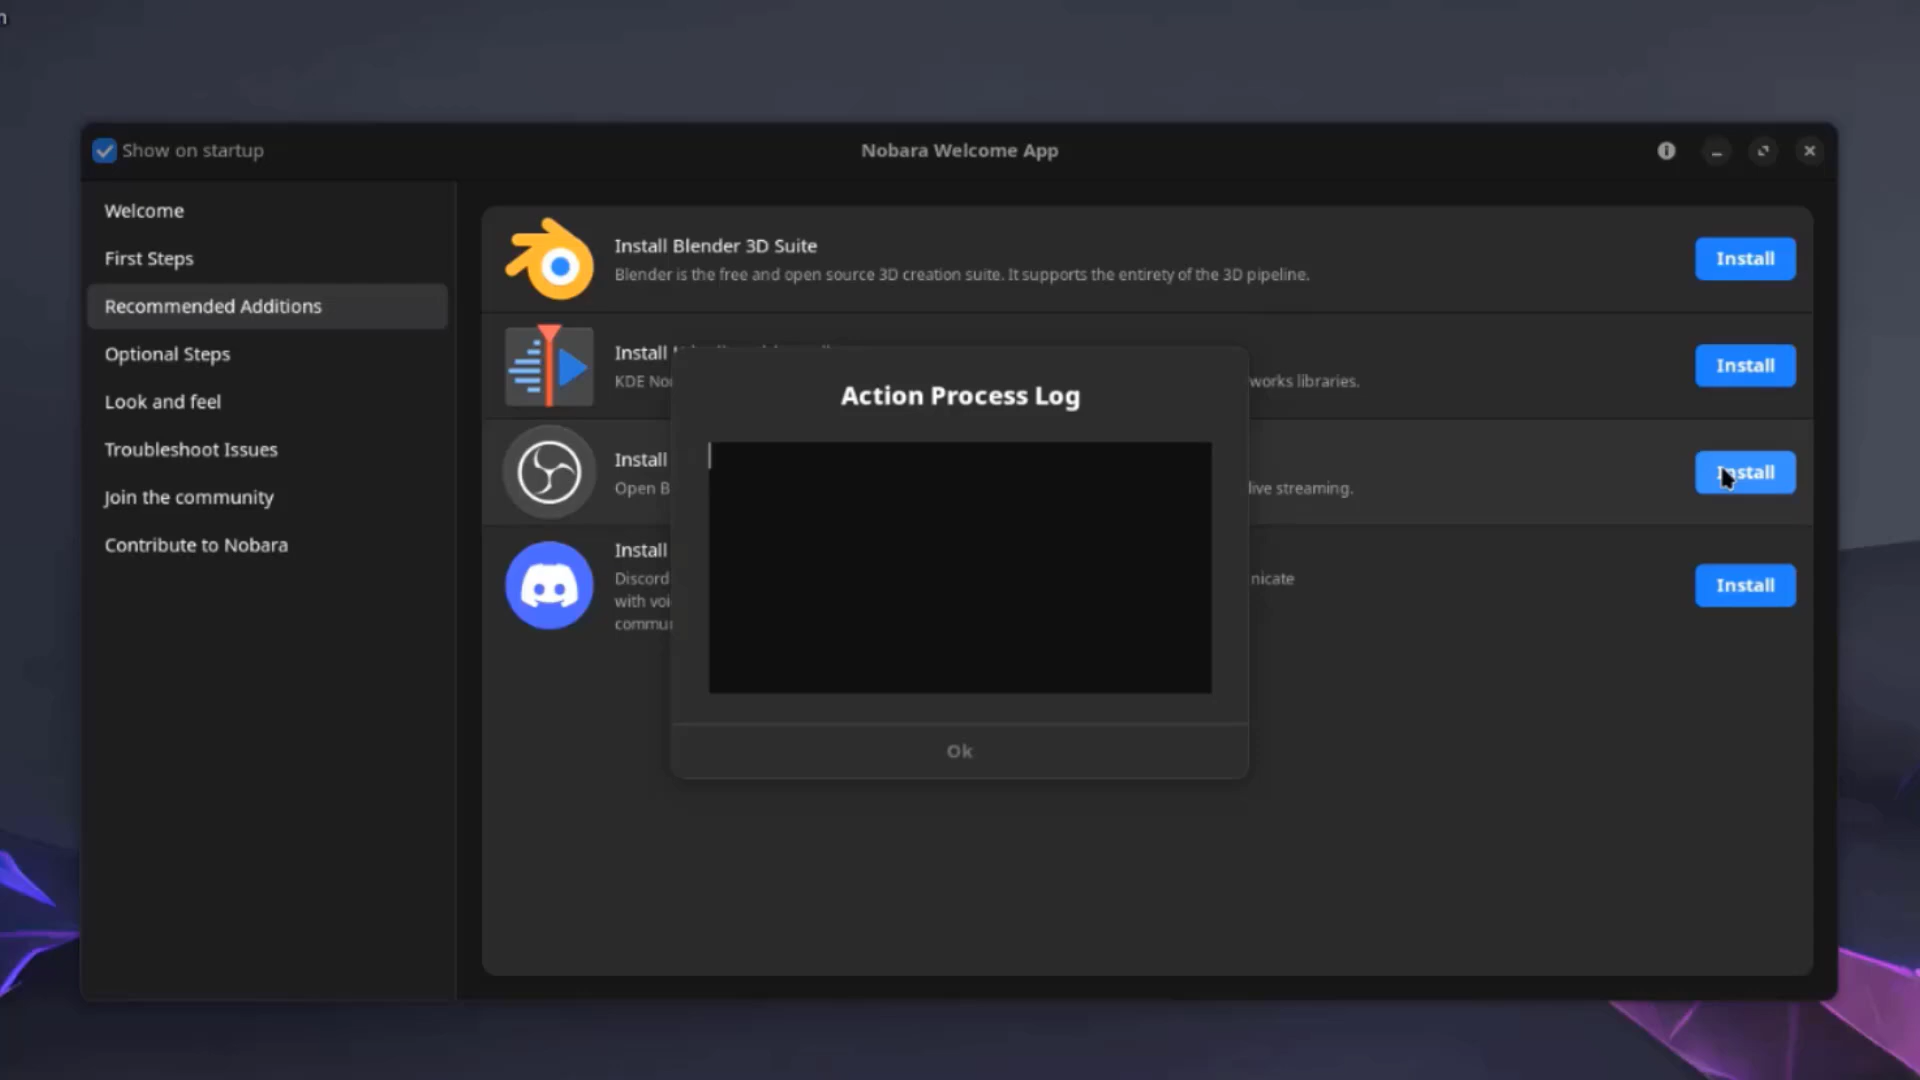 Show on startup
Nobara Welcome App
Welcome
First Steps
Recommended Additions
Optional Steps
Look and feel
Troubleshoot Issues
Join the community
Contribute to Nobara
Install Blender 3D Suite
Blender is the free and open source 3D creation suite. It supports the entirety of the 3D pipeline.
Install
Install
KDE
works libraries.
Install
Install
Open
live streaming.
Install
Install
Discord
with
Install
Action Process Log
Ok